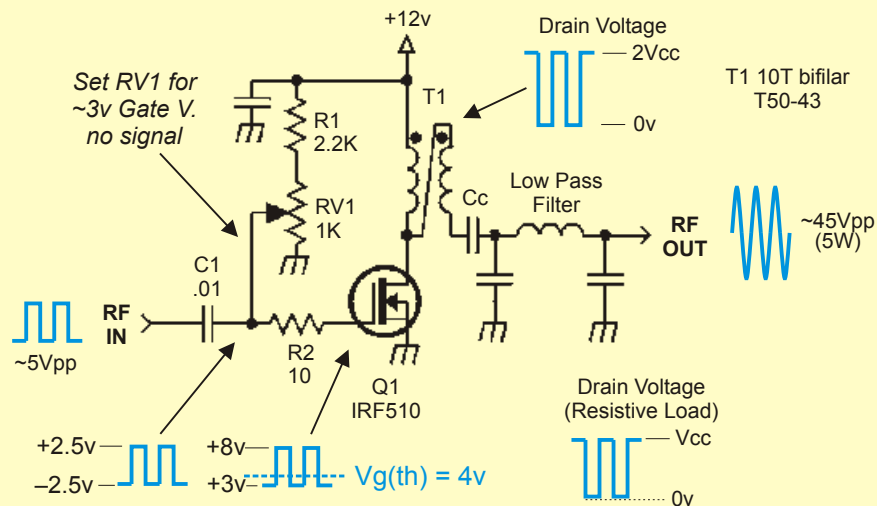 +12v
Drain Voltage
2Vcc
0v
T1 10T bifilar
T50-43
Set RV1 for
~3v Gate V.
no signal
R1
2.2K
T1
RV1
1K
Cc
Low Pass
Filter
RF
OUT
~45Vpp
(5W)
C1
.01
RF
IN
~5Vpp
R2
10
Q1
IRF510
Drain Voltage
(Resistive Load)
Vcc
0v
+2.5v
–2.5v
+8v
+3v
Vg(th) = 4v